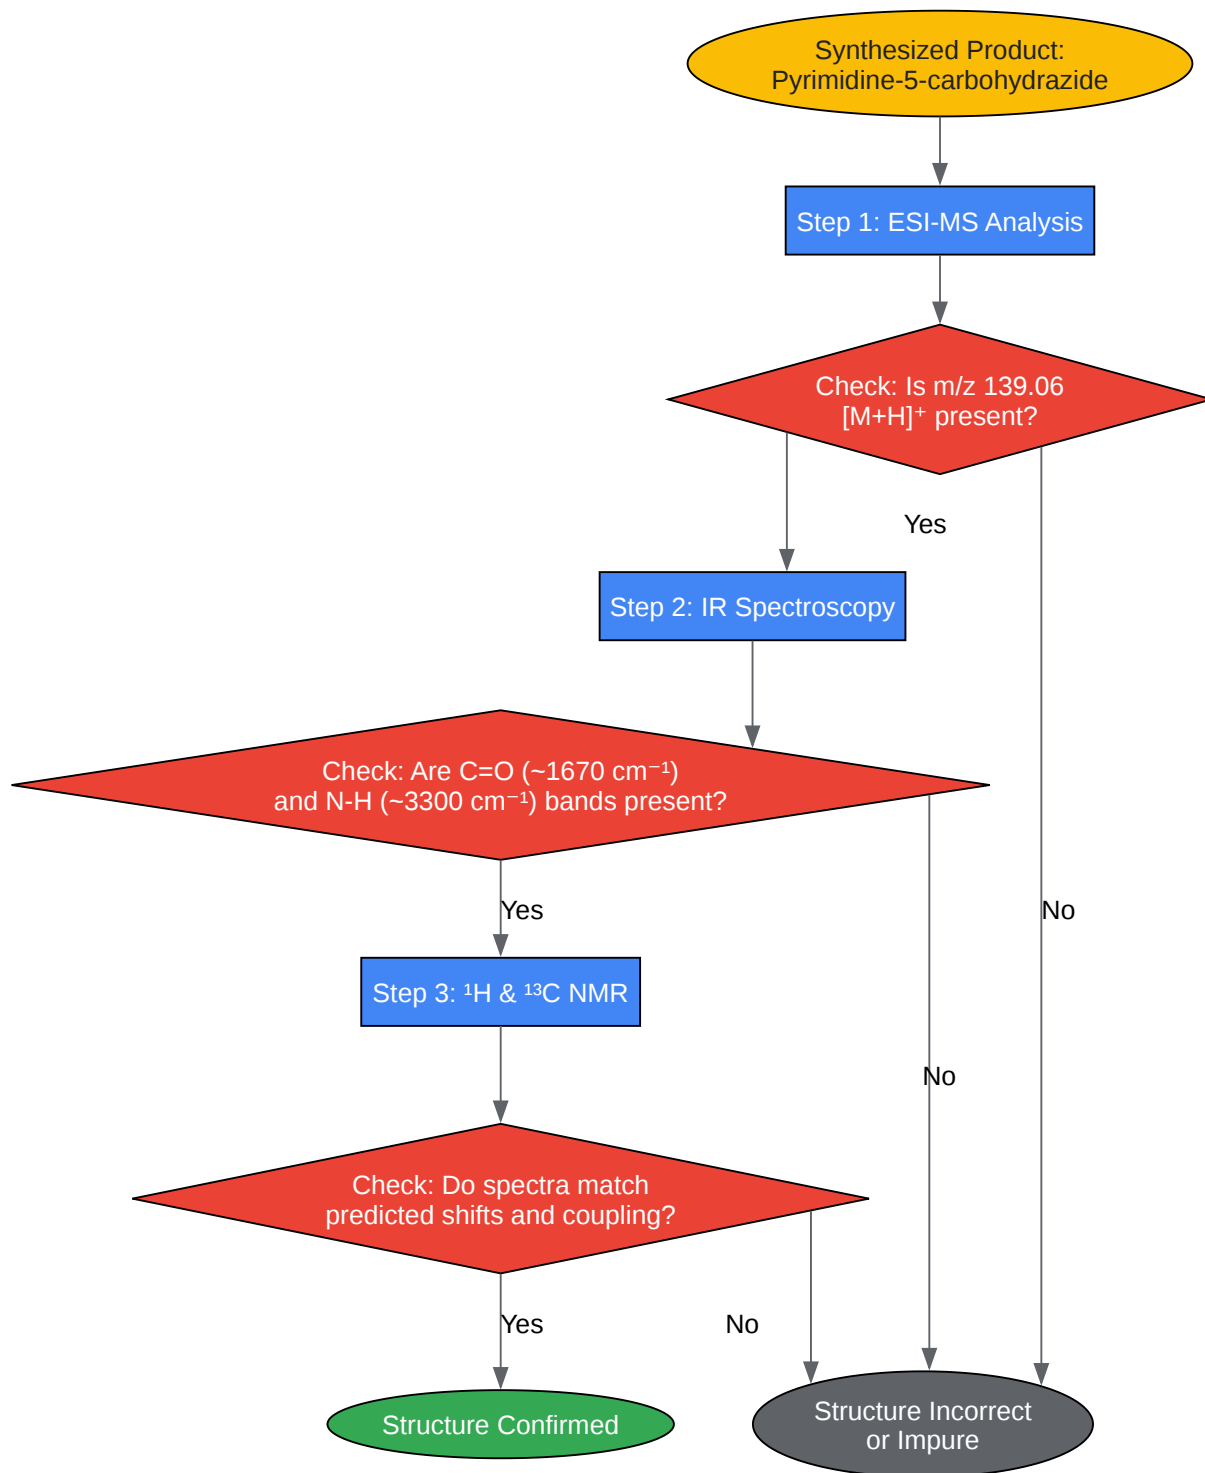 Synthesized Product:
Pyrimidine-5-carbohydrazide
Step 1: ESI-MS Analysis
Check: Is m/z 139.06
[M+H]⁺ present?
Yes
Step 2: IR Spectroscopy
Check: Are C=O (~1670 cm⁻¹)
and N-H (~3300 cm⁻¹) bands present?
Yes
No
Step 3: ¹H & ¹³C NMR
No
Check: Do spectra match
predicted shifts and coupling?
Yes
No
Structure Confirmed
Structure Incorrect
or Impure